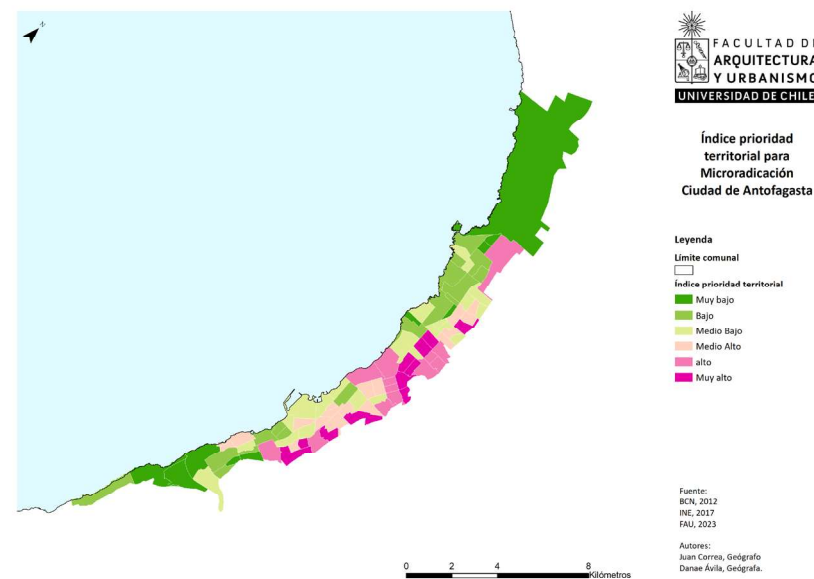 N
FACULTAD DE
ARQUITECTURA
Y URBANISMO
UNIVERSIDAD DE CHILE
Índice prioridad
territorial para
Microradicación
Ciudad de Antofagasta
Leyenda
Límite comunal
Índice prioridad territorial
Muy bajo
Bajo
Medio Bajo
Medio Alto
alto
Muy alto
Fuente:
BCN, 2012
INE, 2017
FAU, 2023
Autores:
Juan Correa, Geógrafo
Danae Ávila, Geógrafa.
0 2 4 8
Kilómetros